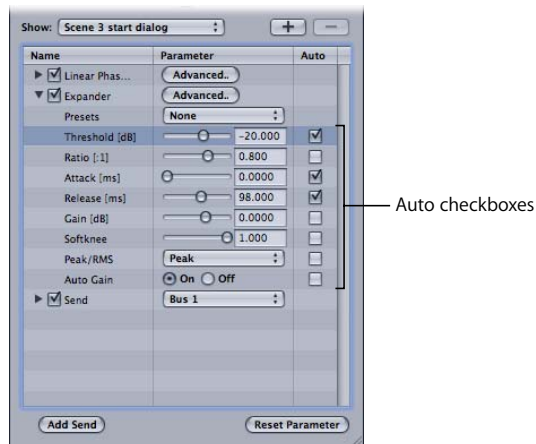 Show: Scene 3 start dialog + −
Name Parameter Auto
Linear Phas... Advanced..
Expander Advanced..
Presets None
Threshold [dB] -20.000
Ratio [:1] 0.800
Attack [ms] 0.0000
Release [ms] 98.000
Gain [dB] 0.0000
Softknee 1.000
Peak/RMS Peak
Auto Gain On Off
Send Bus 1
Auto checkboxes
Add Send Reset Parameter